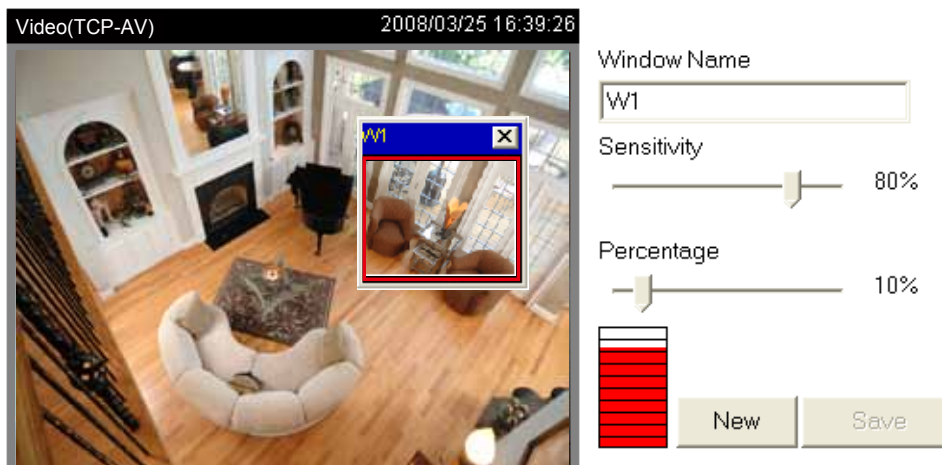 Video(TCP-AV) 2008/03/25 16:39:26
W1
Window Name
W1
Sensitivity
80%
Percentage
10%
New Save